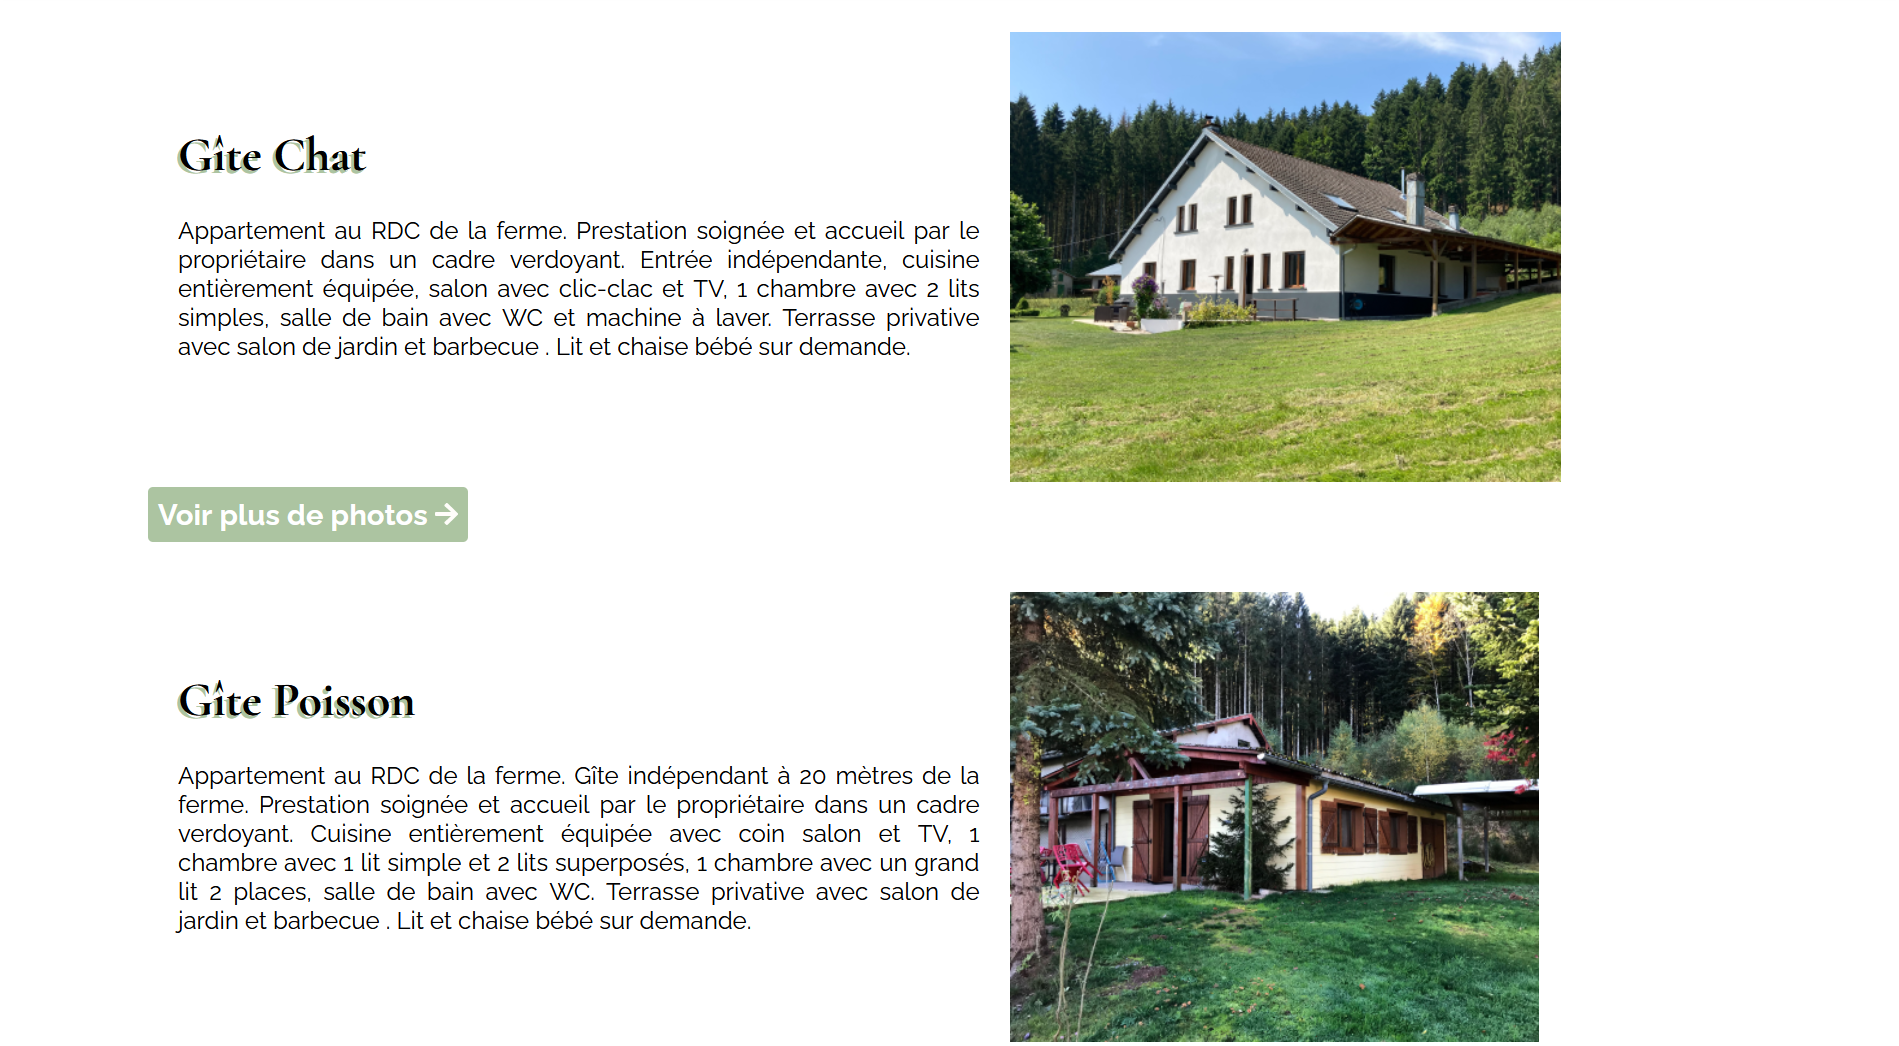 Gîte Chat
Appartement au RDC de la ferme. Prestation soignée et accueil par le
propriétaire dans un cadre verdoyant. Entrée indépendante, cuisine
entièrement équipée, salon avec clic-clac et TV, 1 chambre avec 2 lits
simples, salle de bain avec WC et machine à laver. Terrasse privative
avec salon de jardin et barbecue . Lit et chaise bébé sur demande.
Voir plus de photos →
Gîte Poisson
Appartement au RDC de la ferme. Gîte indépendant à 20 mètres de la
ferme. Prestation soignée et accueil par le propriétaire dans un cadre
verdoyant. Cuisine entièrement équipée avec coin salon et TV, 1
chambre avec 1 lit simple et 2 lits superposés, 1 chambre avec un grand
lit 2 places, salle de bain avec WC. Terrasse privative avec salon de
jardin et barbecue . Lit et chaise bébé sur demande.